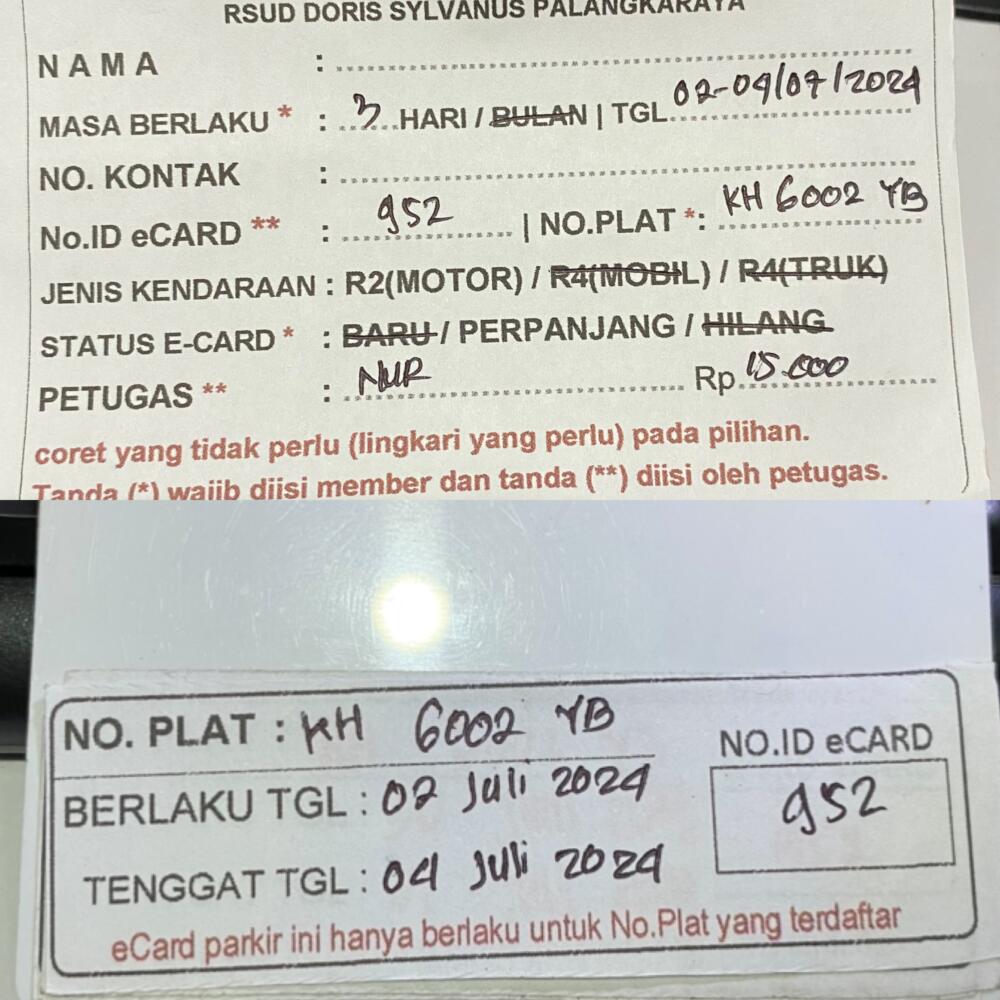 RSUD DORIS SYLVANUS PALANGKARAYA
N A M A :
MASA BERLAKU * : 3 HARI / BULAN | TGL 02-04/07/2024
NO. KONTAK :
No.ID eCARD ** : 952 | NO.PLAT *: KH 6002 YB
JENIS KENDARAAN : R2(MOTOR) / R4(MOBIL) / R4(TRUK)
STATUS E-CARD * : BARU / PERPANJANG / HILANG
PETUGAS ** : NUR Rp 15.000
coret yang tidak perlu (lingkari yang perlu) pada pilihan.
Tanda (*) wajib diisi member dan tanda (**) diisi oleh petugas.
NO. PLAT : KH 6002 YB
NO.ID eCARD
BERLAKU TGL : 02 Juli 2024
952
TENGGAT TGL : 04 Juli 2024
eCard parkir ini hanya berlaku untuk No.Plat yang terdaftar